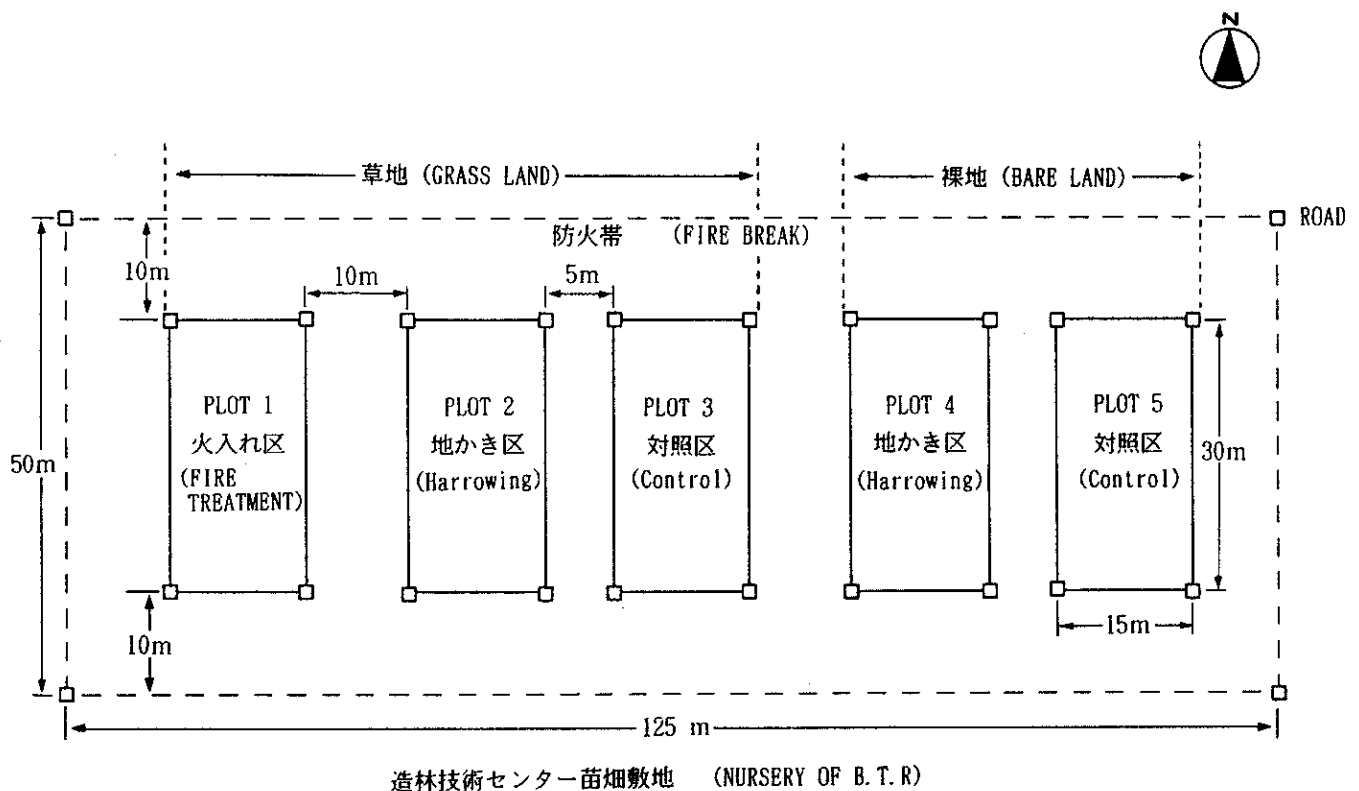 N
草地 (GRASS LAND)
裸地 (BARE LAND)
ROAD
防火帯 (FIRE BREAK)
10m
10m
5m
50m
PLOT 1
火入れ区
(FIRE
TREATMENT)
PLOT 2
地かき区
(Harrowing)
PLOT 3
対照区
(Control)
PLOT 4
地かき区
(Harrowing)
PLOT 5
対照区
(Control)
30m
10m
15m
125 m
造林技術センター苗畑敷地 (NURSERY OF B.T.R)